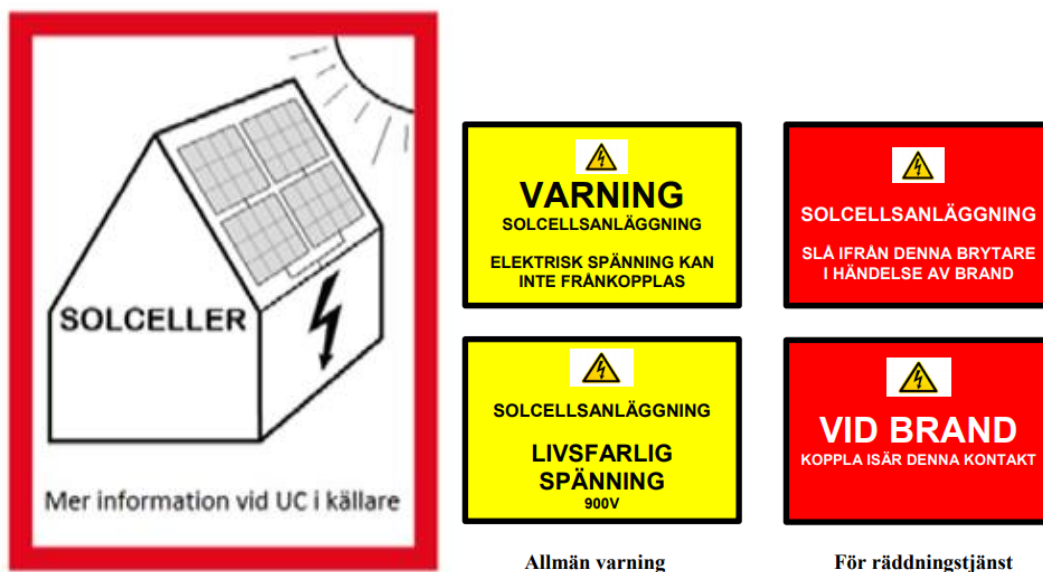 SOLCELLER
Mer information vid UC i källare
VARNING
SOLCELLSANLÄGGNING
ELEKTRISK SPÄNNING KAN
INTE FRÅNKOPPLAS
SOLCELLSANLÄGGNING
LIVSFARLIG
SPÄNNING
900V
Allmän varning
SOLCELLSANLÄGGNING
SLÅ IFRÅN DENNA BRYTARE
I HÄNDELSE AV BRAND
VID BRAND
KOPPLA ISÄR DENNA KONTAKT
För räddningstjänst